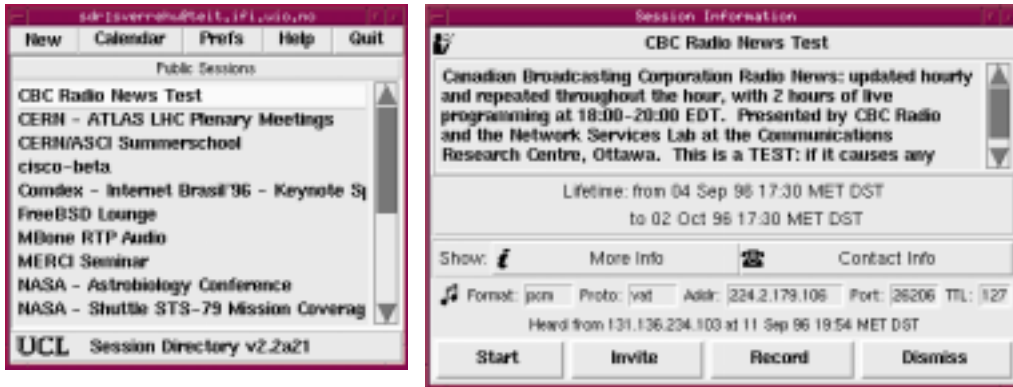 sdr:sverrehu@teit.ifi.uio.no
New Calendar Prefs Help Quit
Public Sessions
CBC Radio News Test
CERN - ATLAS LHC Plenary Meetings
CERN/ASCI Summerschool
cisco-beta
Comdex - Internet Brasil'96 - Keynote Sp
FreeBSD Lounge
MBone RTP Audio
MERCI Seminar
NASA - Astrobiology Conference
NASA - Shuttle STS-79 Mission Coverag
UCL Session Directory v2.2a21
Session Information
CBC Radio News Test
Canadian Broadcasting Corporation Radio News: updated hourly
and repeated throughout the hour, with 2 hours of live
programming at 18:00-20:00 EDT. Presented by CBC Radio
and the Network Services Lab at the Communications
Research Centre, Ottawa. This is a TEST: if it causes any
Lifetime: from 04 Sep 96 17:30 MET DST
to 02 Oct 96 17:30 MET DST
Show: i More Info Contact Info
Format: pcm Proto: vat Addr: 224.2.179.106 Port: 26206 TTL: 127
Heard from 131.136.234.103 at 11 Sep 96 19:54 MET DST
Start Invite Record Dismiss